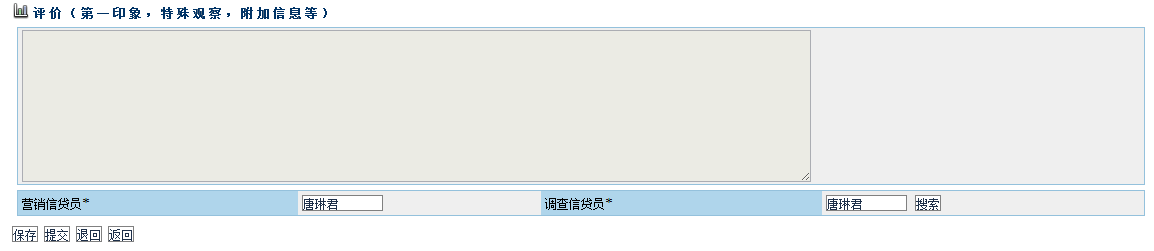 评价（第一印象，特殊观察，附加信息等）
营销信贷员* 唐琳君 调查信贷员* 唐琳君 搜索
保存 提交 退回 返回